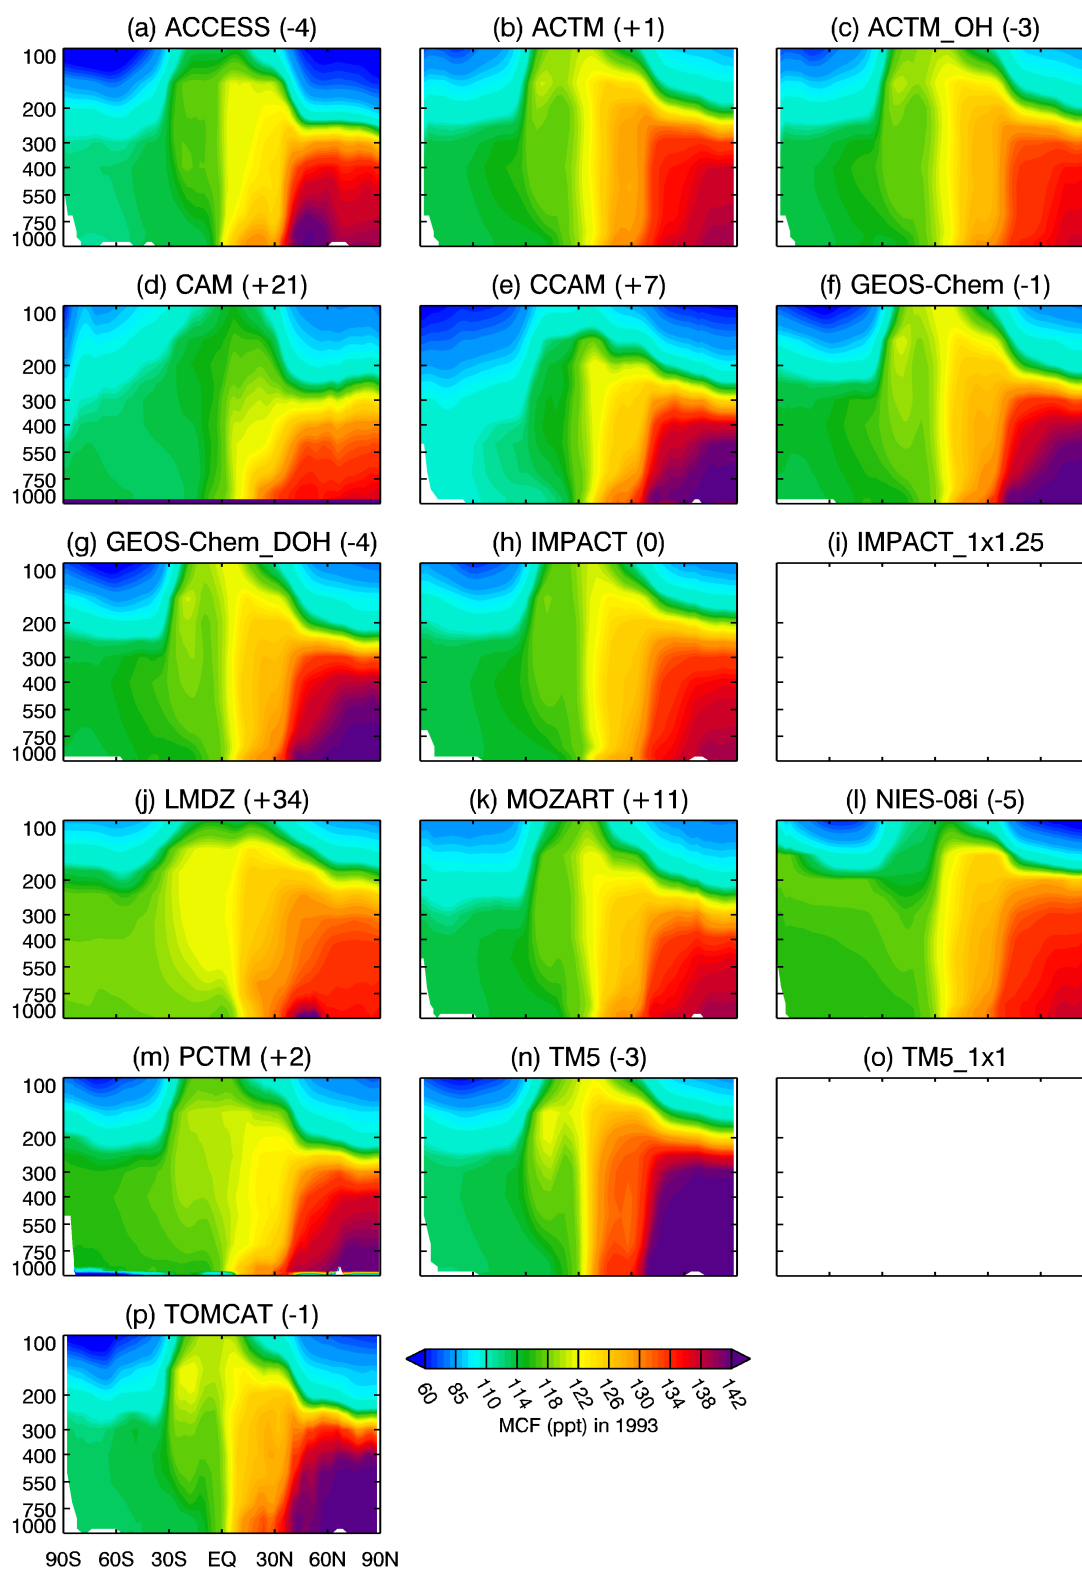 (a) ACCESS (-4)
(b) ACTM (+1)
(c) ACTM_OH (-3)
100
200
300
400
550
750
1000
(d) CAM (+21)
(e) CCAM (+7)
(f) GEOS-Chem (-1)
100
200
300
400
550
750
1000
(g) GEOS-Chem_DOH (-4)
(h) IMPACT (0)
(i) IMPACT_1x1.25
100
200
300
400
550
750
1000
(j) LMDZ (+34)
(k) MOZART (+11)
(l) NIES-08i (-5)
100
200
300
400
550
750
1000
(m) PCTM (+2)
(n) TM5 (-3)
(o) TM5_1x1
100
200
300
400
550
750
1000
(p) TOMCAT (-1)
100
200
300
400
550
750
1000
90S 60S 30S EQ 30N 60N 90N
60 85 110 114 118 122 126 130 134 138 142
MCF (ppt) in 1993